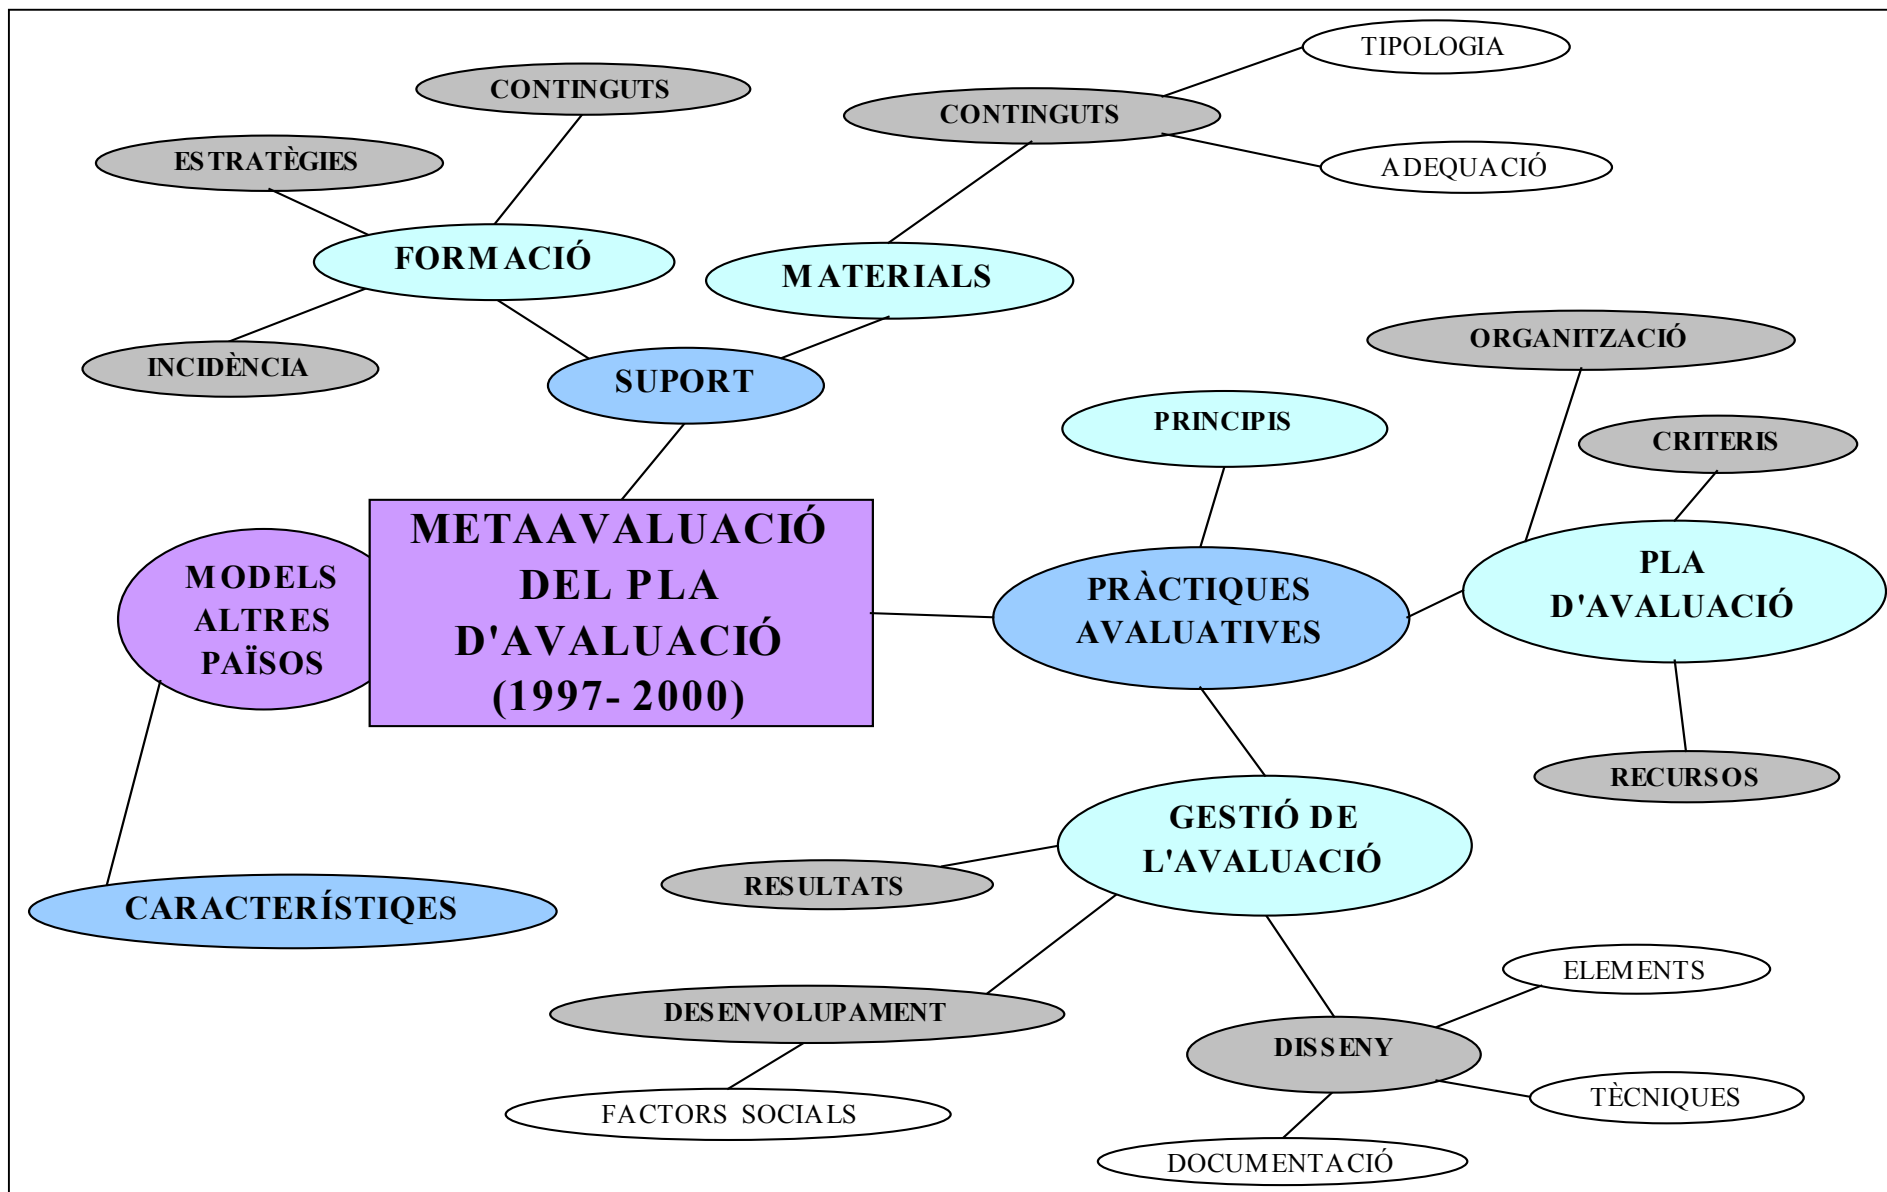 TIPOLOGIA
CONTINGUTS
CONTINGUTS
ESTRATÈGIES
ADEQUACIÓ
FORMACIÓ
MATERIALS
ORGANITZACIÓ
INCIDÈNCIA
SUPORT
PRINCIPIS
CRITERIS
METAAVALUACIÓ
DEL PLA
D'AVALUACIÓ
(1997- 2000)
MODELS
ALTRES
PAÏSOS
PRÀCTIQUES
AVALUATIVES
PLA
D'AVALUACIÓ
RECURSOS
GESTIÓ DE
L'AVALUACIÓ
RESULTATS
CARACTERÍSTIQES
ELEMENTS
DESENVOLUPAMENT
DISSENY
TÈCNIQUES
FACTORS SOCIALS
DOCUMENTACIÓ